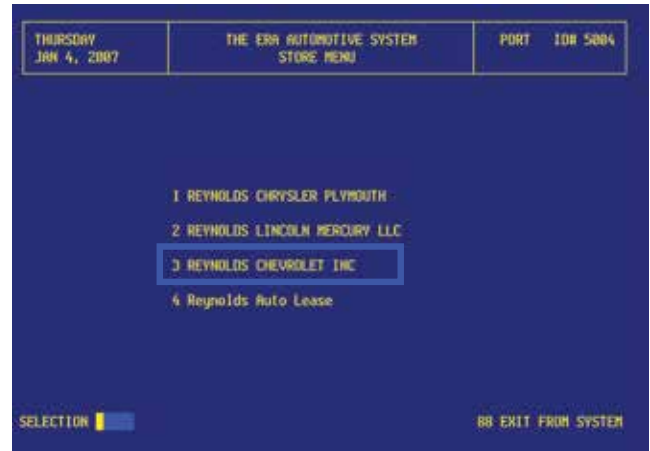 THURSDAY
JAN 4, 2007
THE ERA AUTOMOTIVE SYSTEM
STORE MENU
PORT ID# 5004
1 REYNOLDS CHRYSLER PLYMOUTH
2 REYNOLDS LINCOLN MERCURY LLC
3 REYNOLDS CHEVROLET INC
4 Reynolds Auto Lease
SELECTION
88 EXIT FROM SYSTEM